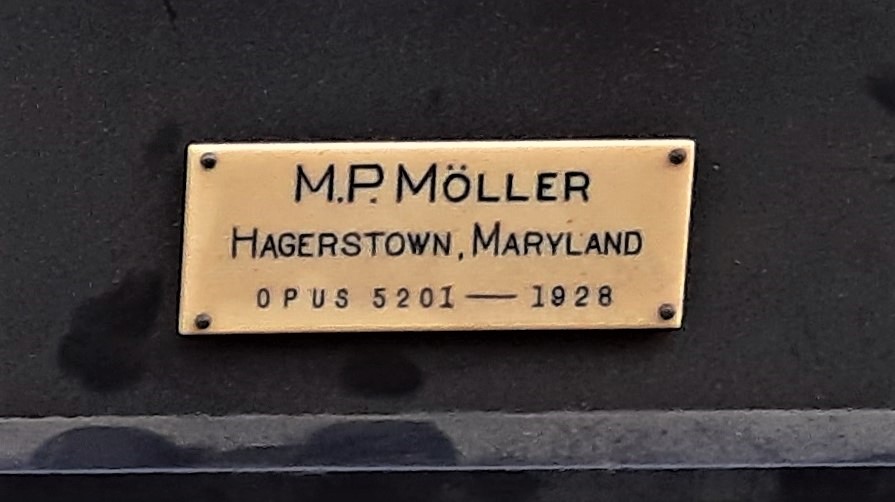 M.P. MÖLLER
HAGERSTOWN, MARYLAND
OPUS 5201 — 1928